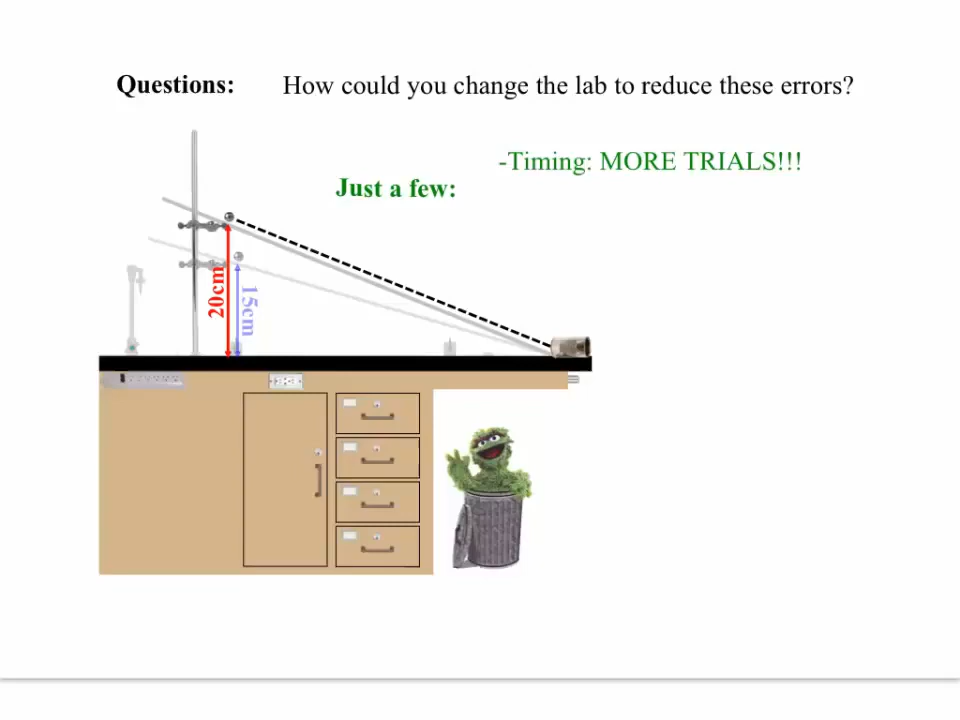 Questions: How could you change the lab to reduce these errors?
-Timing: MORE TRIALS!!!
Just a few:
20cm
15cm